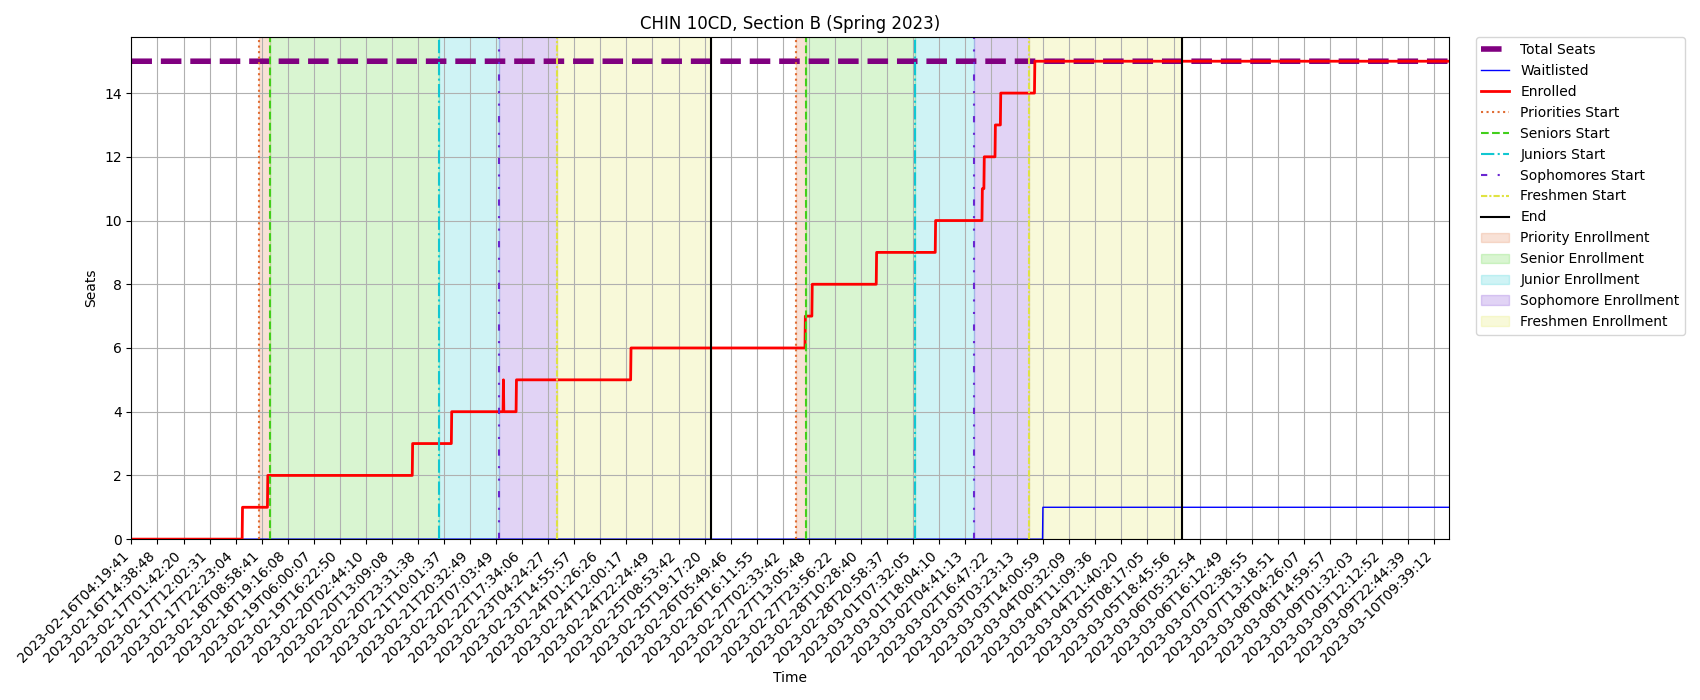 CHIN 10CD, Section B (Spring 2023)
Seats
14
12
10
8
6
4
2
0
2023-02-16T04:19:41
2023-02-16T14:38:48
2023-02-17T01:42:20
2023-02-17T12:02:31
2023-02-17T22:23:04
2023-02-18T08:58:41
2023-02-18T19:16:08
2023-02-19T06:00:07
2023-02-19T16:22:50
2023-02-20T02:44:10
2023-02-20T13:09:08
2023-02-20T23:31:38
2023-02-21T10:01:37
2023-02-21T20:32:49
2023-02-22T07:03:49
2023-02-22T17:34:06
2023-02-23T04:24:27
2023-02-23T14:55:57
2023-02-24T01:26:26
2023-02-24T12:00:17
2023-02-24T22:24:49
2023-02-25T08:53:42
2023-02-25T19:17:20
2023-02-26T05:49:46
2023-02-26T16:11:55
2023-02-27T02:33:42
2023-02-27T13:05:48
2023-02-27T23:56:22
2023-02-28T10:28:40
2023-02-28T20:58:37
2023-03-01T07:32:05
2023-03-01T18:04:10
2023-03-02T04:41:13
2023-03-02T16:47:22
2023-03-03T03:23:13
2023-03-03T14:00:59
2023-03-04T00:32:09
2023-03-04T11:09:36
2023-03-04T21:40:20
2023-03-05T08:17:05
2023-03-05T18:45:56
2023-03-06T05:32:54
2023-03-06T16:12:49
2023-03-07T02:38:55
2023-03-07T13:18:51
2023-03-08T04:26:07
2023-03-08T14:59:57
2023-03-09T01:32:03
2023-03-09T12:12:52
2023-03-09T22:44:39
2023-03-10T09:39:12
Time
Total Seats
Waitlisted
Enrolled
Priorities Start
Seniors Start
Juniors Start
Sophomores Start
Freshmen Start
End
Priority Enrollment
Senior Enrollment
Junior Enrollment
Sophomore Enrollment
Freshmen Enrollment